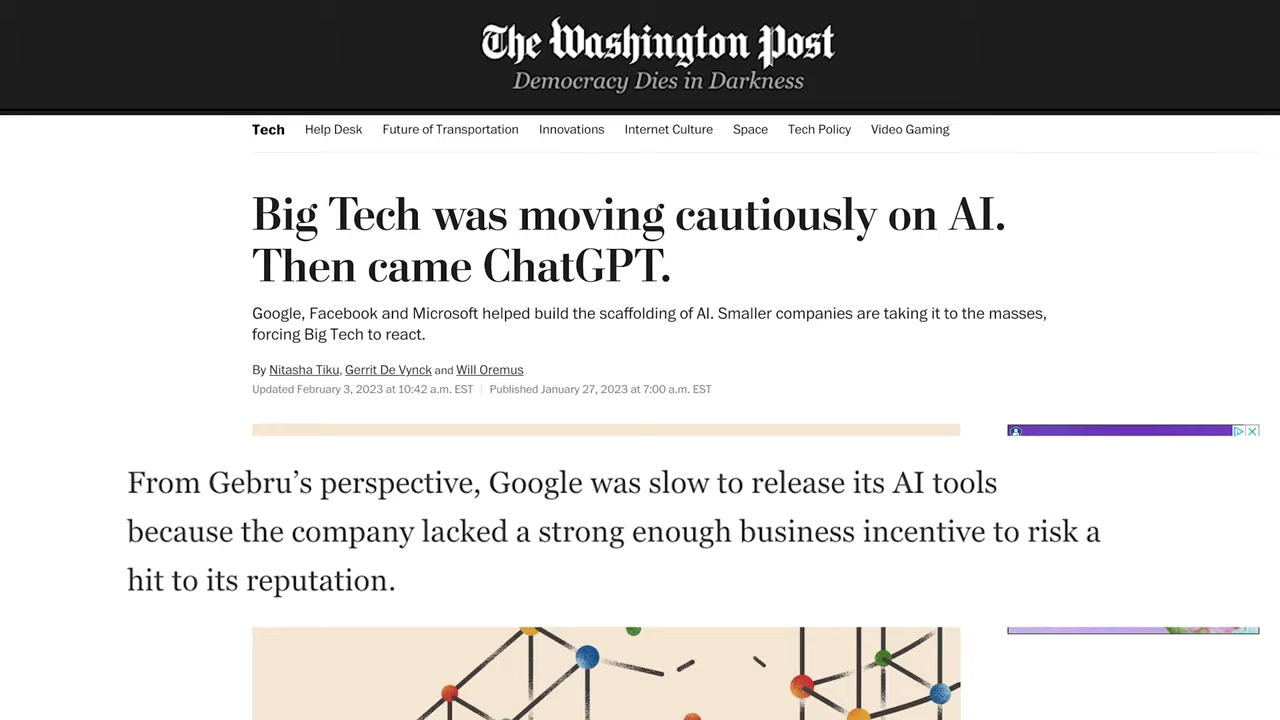 The Washington Post
Democracy Dies in Darkness
Tech Help Desk Future of Transportation Innovations Internet Culture Space Tech Policy Video Gaming
Big Tech was moving cautiously on AI.
Then came ChatGPT.
Google, Facebook and Microsoft helped build the scaffolding of AI. Smaller companies are taking it to the masses,
forcing Big Tech to react.
By Nitasha Tiku, Gerrit De Vynck and Will Oremus
Updated February 3, 2023 at 10:42 a.m. EST | Published January 27, 2023 at 7:00 a.m. EST
From Gebru’s perspective, Google was slow to release its AI tools
because the company lacked a strong enough business incentive to risk a
hit to its reputation.